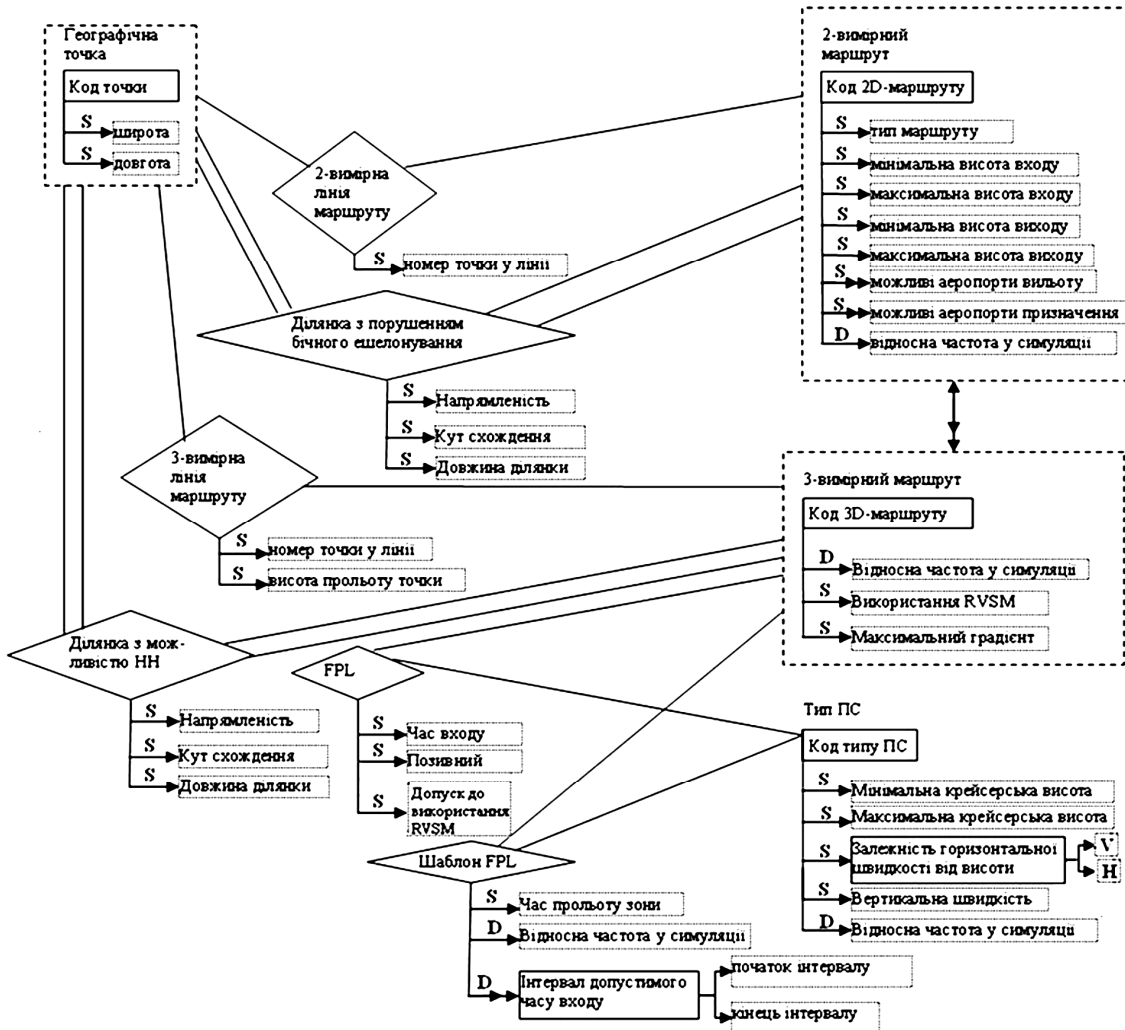 Географічна
точка
Код точки
S
широта
S
довгота
2-вимірний
маршрут
Код 2D-маршруту
S
тип маршруту
S
мінімальна висота входу
S
максимальна висота входу
S
мінімальна висота виходу
S
максимальна висота виходу
S
можливі аеропорти вильоту
S
можливі аеропорти призначення
D
відносна частота у симуляції
2-вимірна
лінія
маршруту
S
номер точки у лінії
Ділянка з порушенням
бічного ешелонування
S
Напрямленість
S
Кут сходження
S
Довжина ділянки
3-вимірна
лінія
маршруту
S
номер точки у лінії
S
висота прольоту точки
3-вимірний маршрут
Код 3D-маршруту
D
Відносна частота у симуляції
S
Використання RVSM
S
Максимальний градієнт
Ділянка з мож-
ливістю НН
S
Напрямленість
S
Кут сходження
S
Довжина ділянки
FPL
S
Час входу
S
Позивний
S
Допуск до
використання
RVSM
Тип ПС
Код типу ПС
S
Мінімальна крейсерська висота
S
Максимальна крейсерська висота
S
Залежність горизонтальної
швидкості від висоти
V
H
S
Вертикальна швидкість
D
Відносна частота у симуляції
Шаблон FPL
S
Час прольоту зони
D
Відносна частота у симуляції
D
Інтервал допустимого
часу входу
початок інтервалу
кінець інтервалу